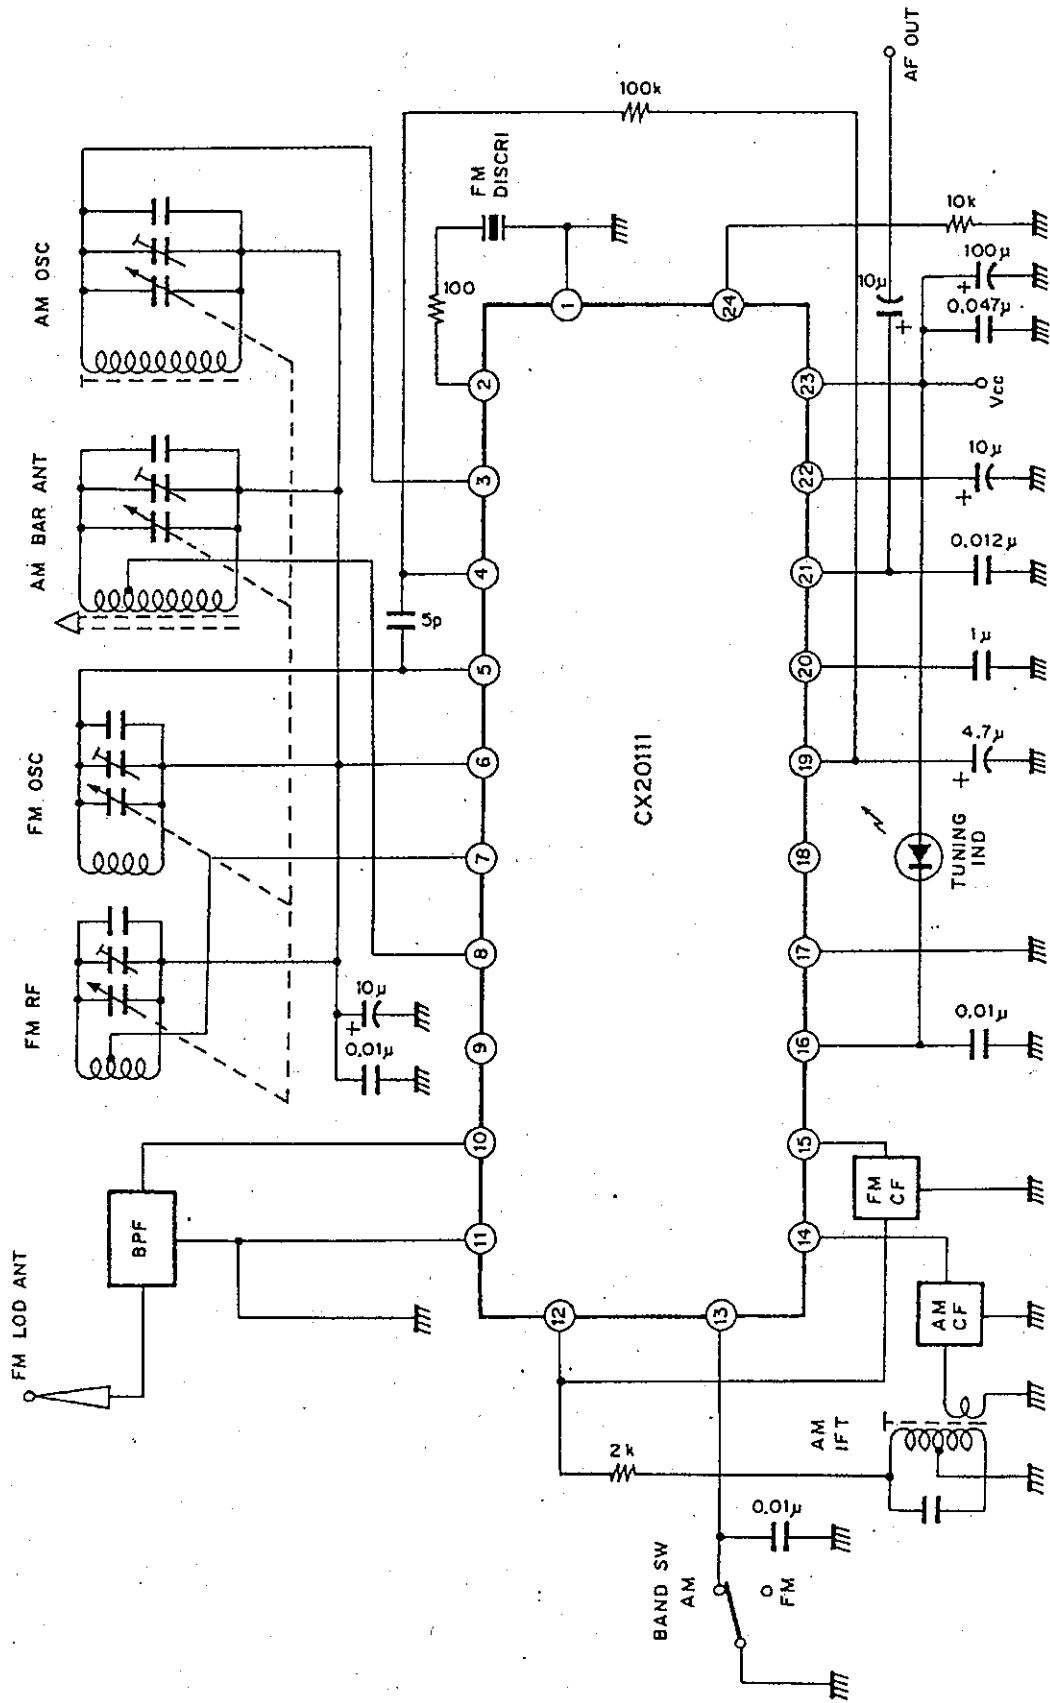 FM LOD ANT
BPF
FM RF
FM OSC
AM BAR ANT
AM OSC
0.01μ
10μ
5p
100
FM
DISCRI
100k
11
10
9
8
7
6
5
4
3
2
12
13
CX20111
1
24
14
15
16
17
18
19
20
21
22
23
2k
BAND SW
AM
FM
0.01μ
AM
IFT
AM
CF
FM
CF
0.01μ
TUNING
IND
4.7μ
1μ
0.012μ
10μ
Vcc
0.047μ
100μ
10k
10μ
AF OUT